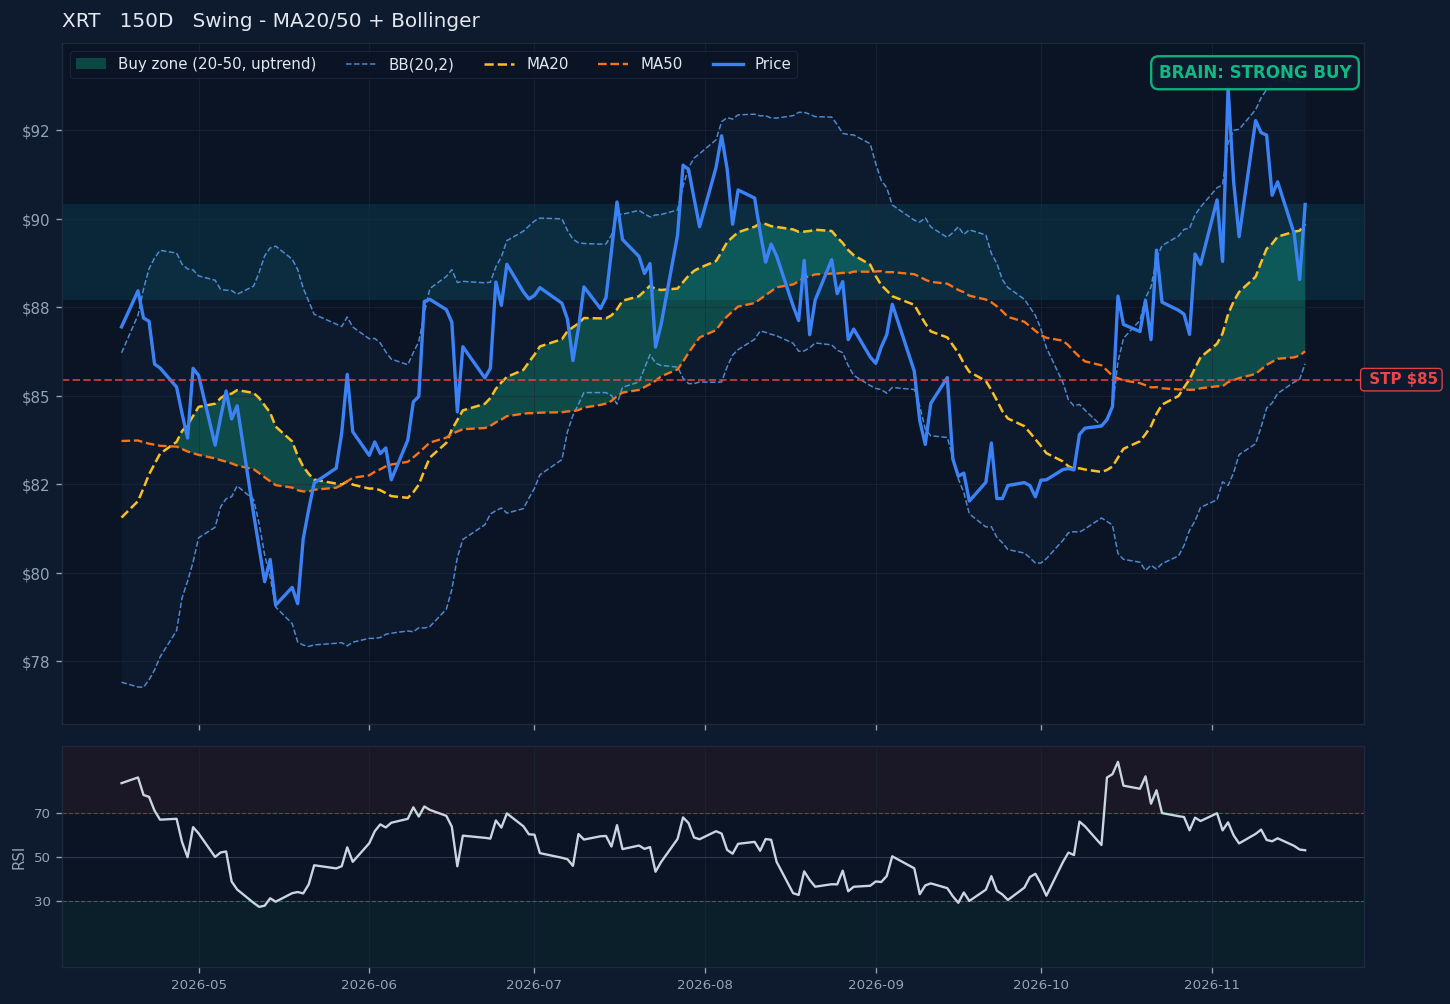 XRT 150D Swing - MA20/50 + Bollinger
Buy zone (20-50, uptrend) BB(20,2) MA20 MA50 Price
BRAIN: STRONG BUY
$92
$90
$88
$85
$82
$80
$78
STP $85
RSI
70
50
30
2026-05 2026-06 2026-07 2026-08 2026-09 2026-10 2026-11